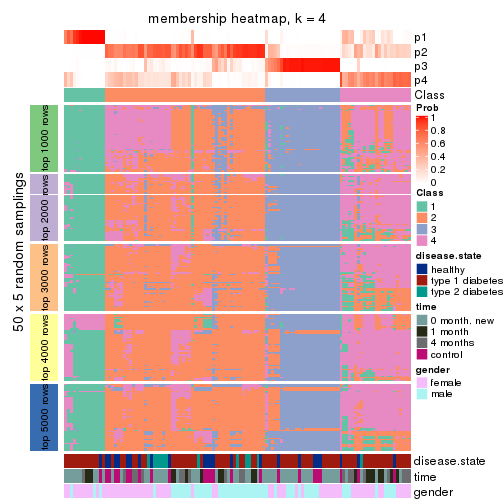 membership heatmap, k = 4
p1
p2
p3
p4
Class
50 x 5 random samplings
top 1000 rows
top 2000 rows
top 3000 rows
top 4000 rows
top 5000 rows
Prob
1
0.8
0.6
0.4
0.2
0
Class
1
2
3
4
disease.state
healthy
type 1 diabetes
type 2 diabetes
time
0 month. new
1 month
4 months
control
gender
female
male
disease.state
time
gender